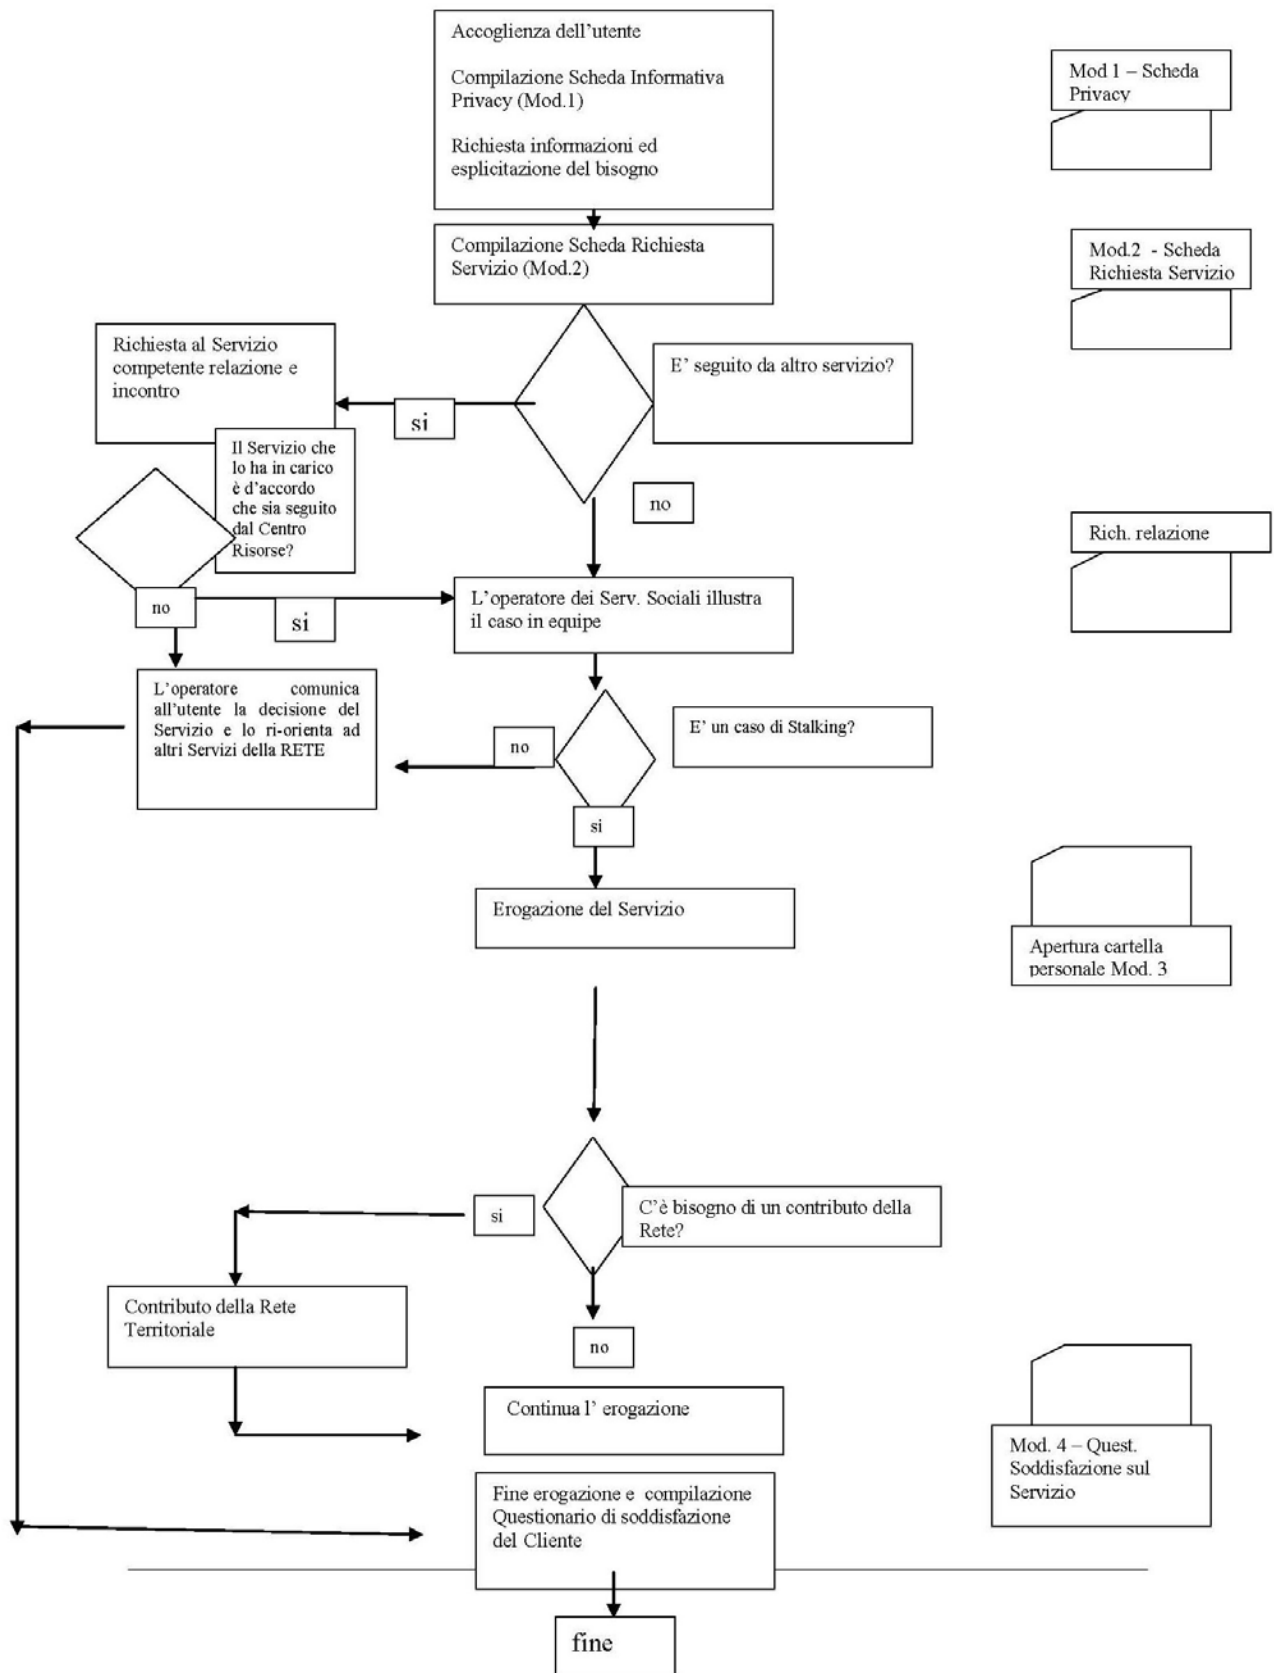 Accoglienza dell'utente
Compilazione Scheda Informativa
Privacy (Mod.1)
Richiesta informazioni ed
esplicitazione del bisogno
Mod 1 – Scheda
Privacy
Compilazione Scheda Richiesta
Servizio (Mod.2)
Mod.2 - Scheda
Richiesta Servizio
Richiesta al Servizio
competente relazione e
incontro
E' seguito da altro servizio?
si
Il Servizio che
lo ha in carico
è d'accordo
che sia seguito
dal Centro
Risorse?
no
Rich. relazione
no
si
L'operatore dei Serv. Sociali illustra
il caso in equipe
L'operatore comunica
all'utente la decisione del
Servizio e lo ri-orienta ad
altri Servizi della RETE
no
E' un caso di Stalking?
si
Erogazione del Servizio
Apertura cartella
personale Mod. 3
si
C'è bisogno di un contributo della
Rete?
Contributo della Rete
Territoriale
no
Continua l' erogazione
Mod. 4 – Quest.
Soddisfazione sul
Servizio
Fine erogazione e compilazione
Questionario di soddisfazione
del Cliente
fine